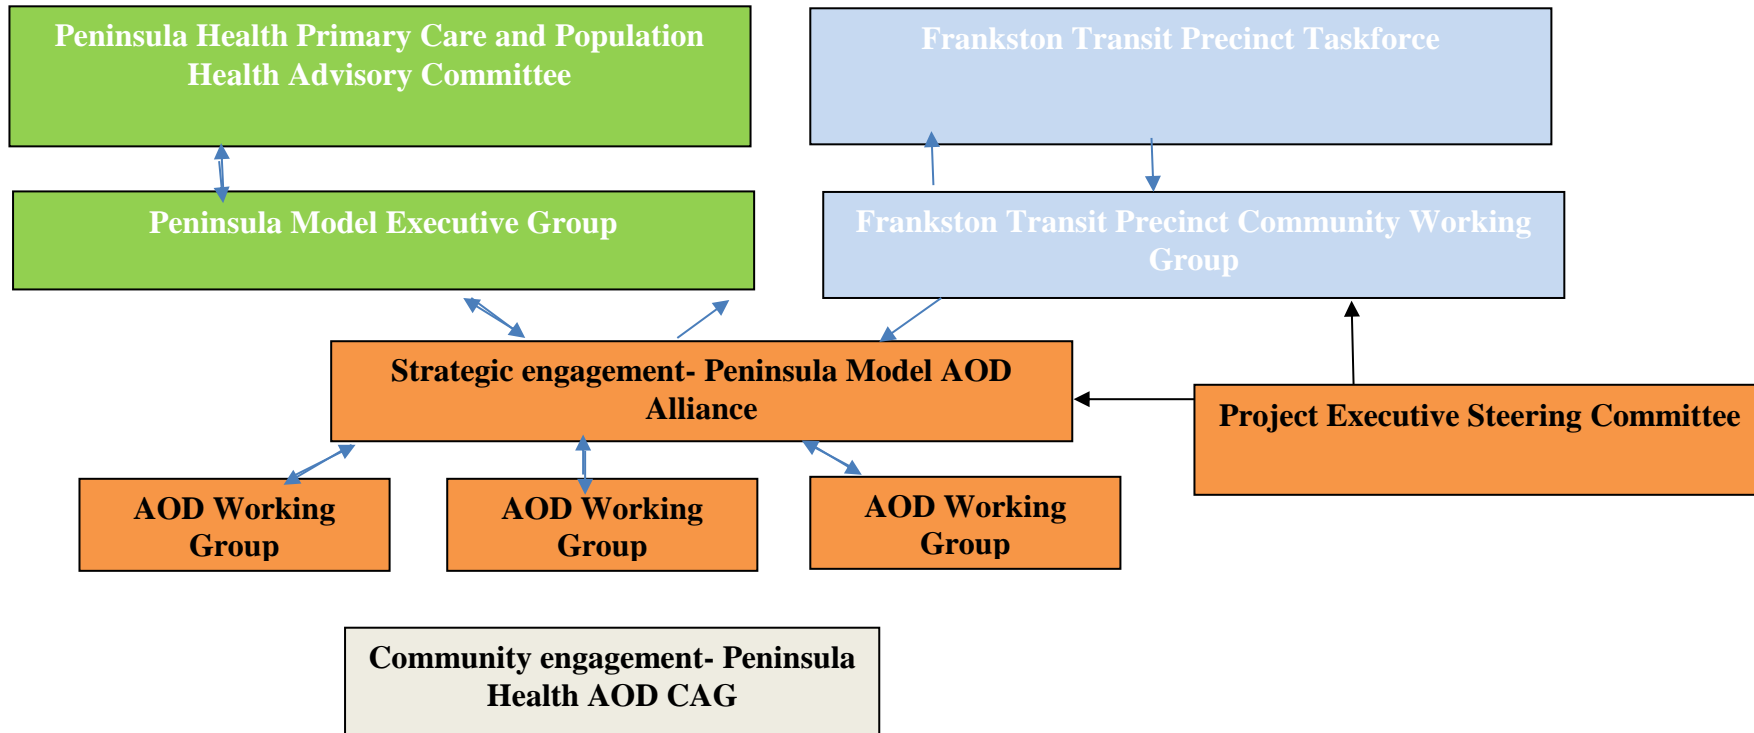 Peninsula Health Primary Care and Population
Health Advisory Committee
Frankston Transit Precinct Taskforce
Peninsula Model Executive Group
Frankston Transit Precinct Community Working
Group
Strategic engagement- Peninsula Model AOD
Alliance
Project Executive Steering Committee
AOD Working
Group
AOD Working
Group
AOD Working
Group
Community engagement- Peninsula
Health AOD CAG